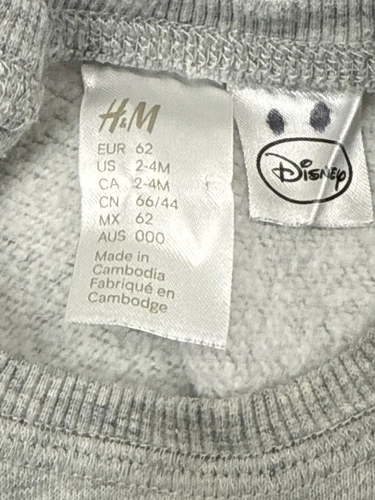 H&M
EUR 62
US 2-4M
CA 2-4M
CN 66/44
MX 62
AUS 000
Made in
Cambodia
Fabriqué en
Cambodge
Disney